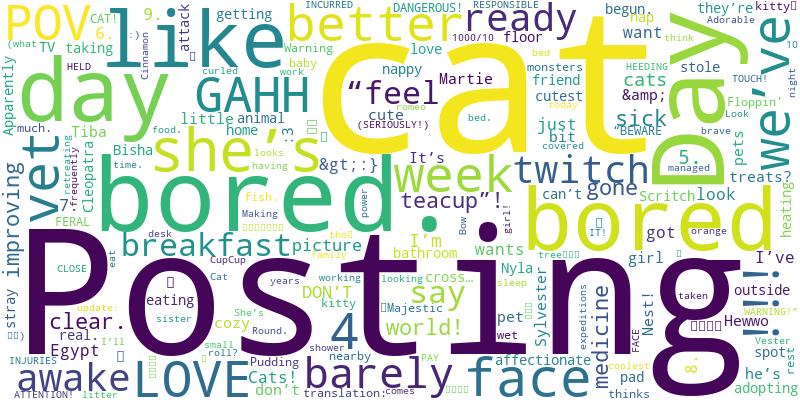 POV
CAT!
9.
getting
INCURRED
DANGEROUS!
RESPONSIBLE
they're
begun.
hap
kitty
Adorable
6.
:)
attack
better
ready
(what
TV
taking
like
Cinnamon
Warning
baby
love
1000/10
floor
bed
want
think
10
HELD
curled
work
nappy
Martie
monsters
cats
stole
HEEDING
TOUCH!
night
Apparently
day
GAHH
cat
friend
cutest
&amp;
Day
we've
little
animal
cute
"feel
romeo
today
sick
Floppin'
Look
much.
Tiba
home
:3
(SERIOUSLY!)
bed.
just
bit
"BEWARE
brave
food.
Bisha
she's
looks
having
&gt;:}
It's
covered
5.
pets
managed
vet
time.
week
twitch
can't
gone
Scritch
look
treats?
frequently
retreating
Cleopatra
fish.
power
teacup"!
girl!
7
FERAL
bored.
Making
bored
IT!
got
orange
heating
improving
breakfast
picture
I'm
bathroom
Bow
wants
tree
girl
I've
stray
eat
desk
CupCup
family
tho
cross…
Nyla
Sylvester
outside
CLOSE
Cat
years
working
looking
sleep
Nest!
taken
WARNING!"
Posting
!!!!
eating
DON'T
say
pet
medicine
expeditions
clear.
She's
kitty
Majestic
wet
Hewwo
update:
sister
cozy
Round.
4
world!
FACE
real.
I'll
small
shower
nearby
PAY
affectionate
spot
Vester
INJURIES
Egypt
roll?
Pudding
barely
face
coolest
8.
he's
rest
awake
LOVE
Cats!
don't
pad
thinks
adopting
ATTENTION!
litter
translation:
comes